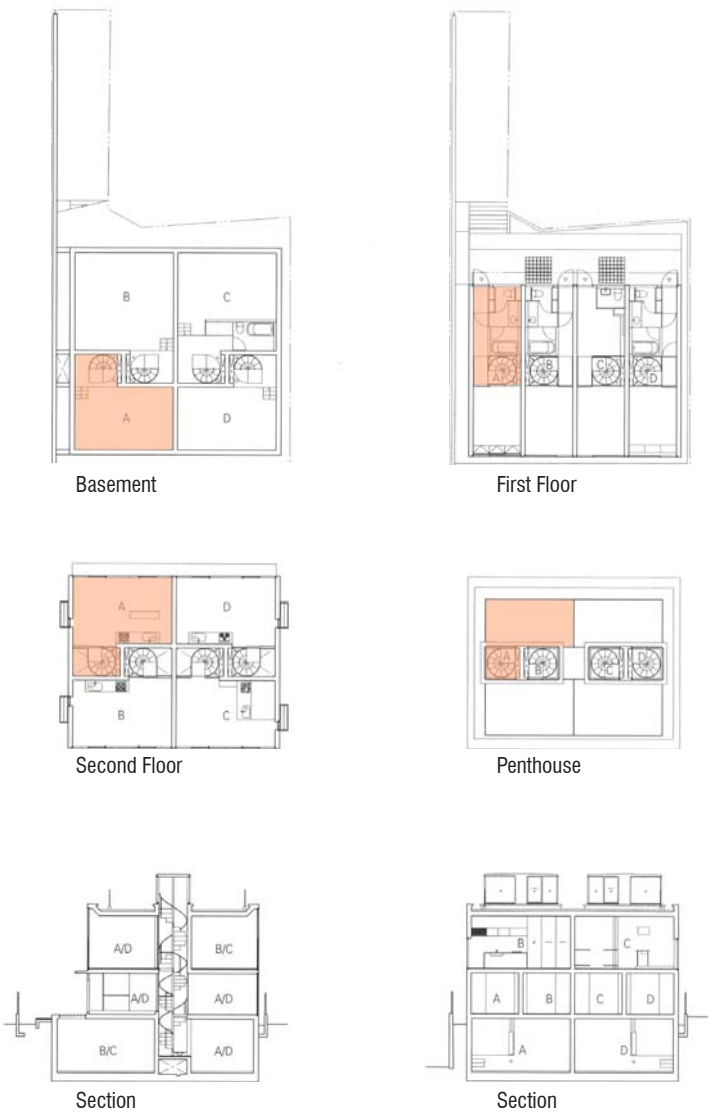 B
C
A
D
Basement
A
B
C
D
First Floor
A
D
B
C
Second Floor
A
B
C
D
Penthouse
A/D
B/C
A/D
A/D
B/C
A/D
Section
B
C
A
B
C
D
A
D
Section